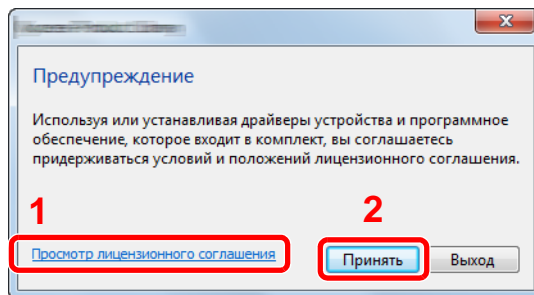 Предупреждение
Используя или устанавливая драйверы устройства и программное
обеспечение, которое входит в комплект, вы соглашаетесь
придерживаться условий и положений лицензионного соглашения.
1
2
Просмотр лицензионного соглашения
Принять
Выход